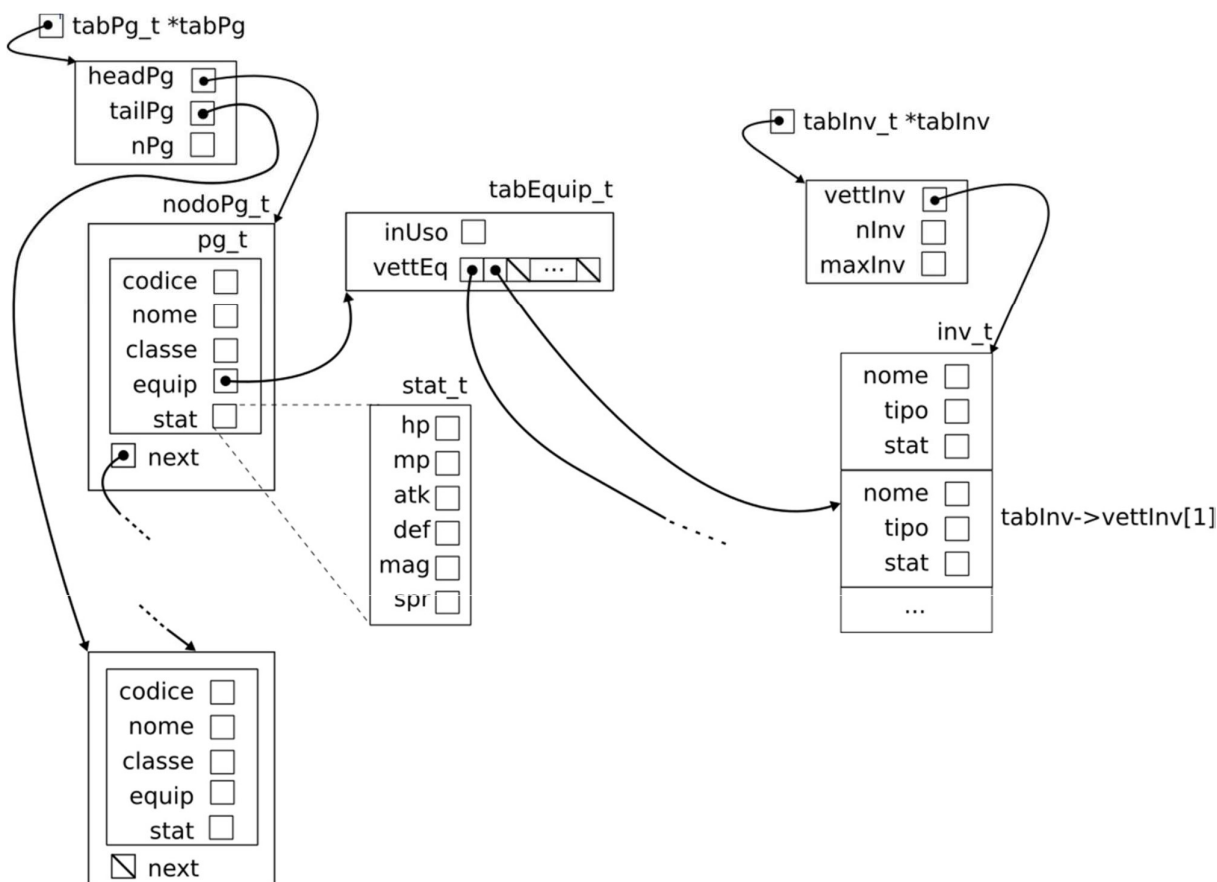 tabPg_t *tabPg
headPg
tailPg
nPg
nodoPg_t
pg_t
codice
nome
classe
equip
stat
next
tabEquip_t
inUso
vettEq
...
stat_t
hp
mp
atk
def
mag
spr
tabInv_t *tabInv
vettInv
nInv
maxInv
inv_t
nome
tipo
stat
nome
tipo
stat
tabInv->vettInv[1]
...
codice
nome
classe
equip
stat
next